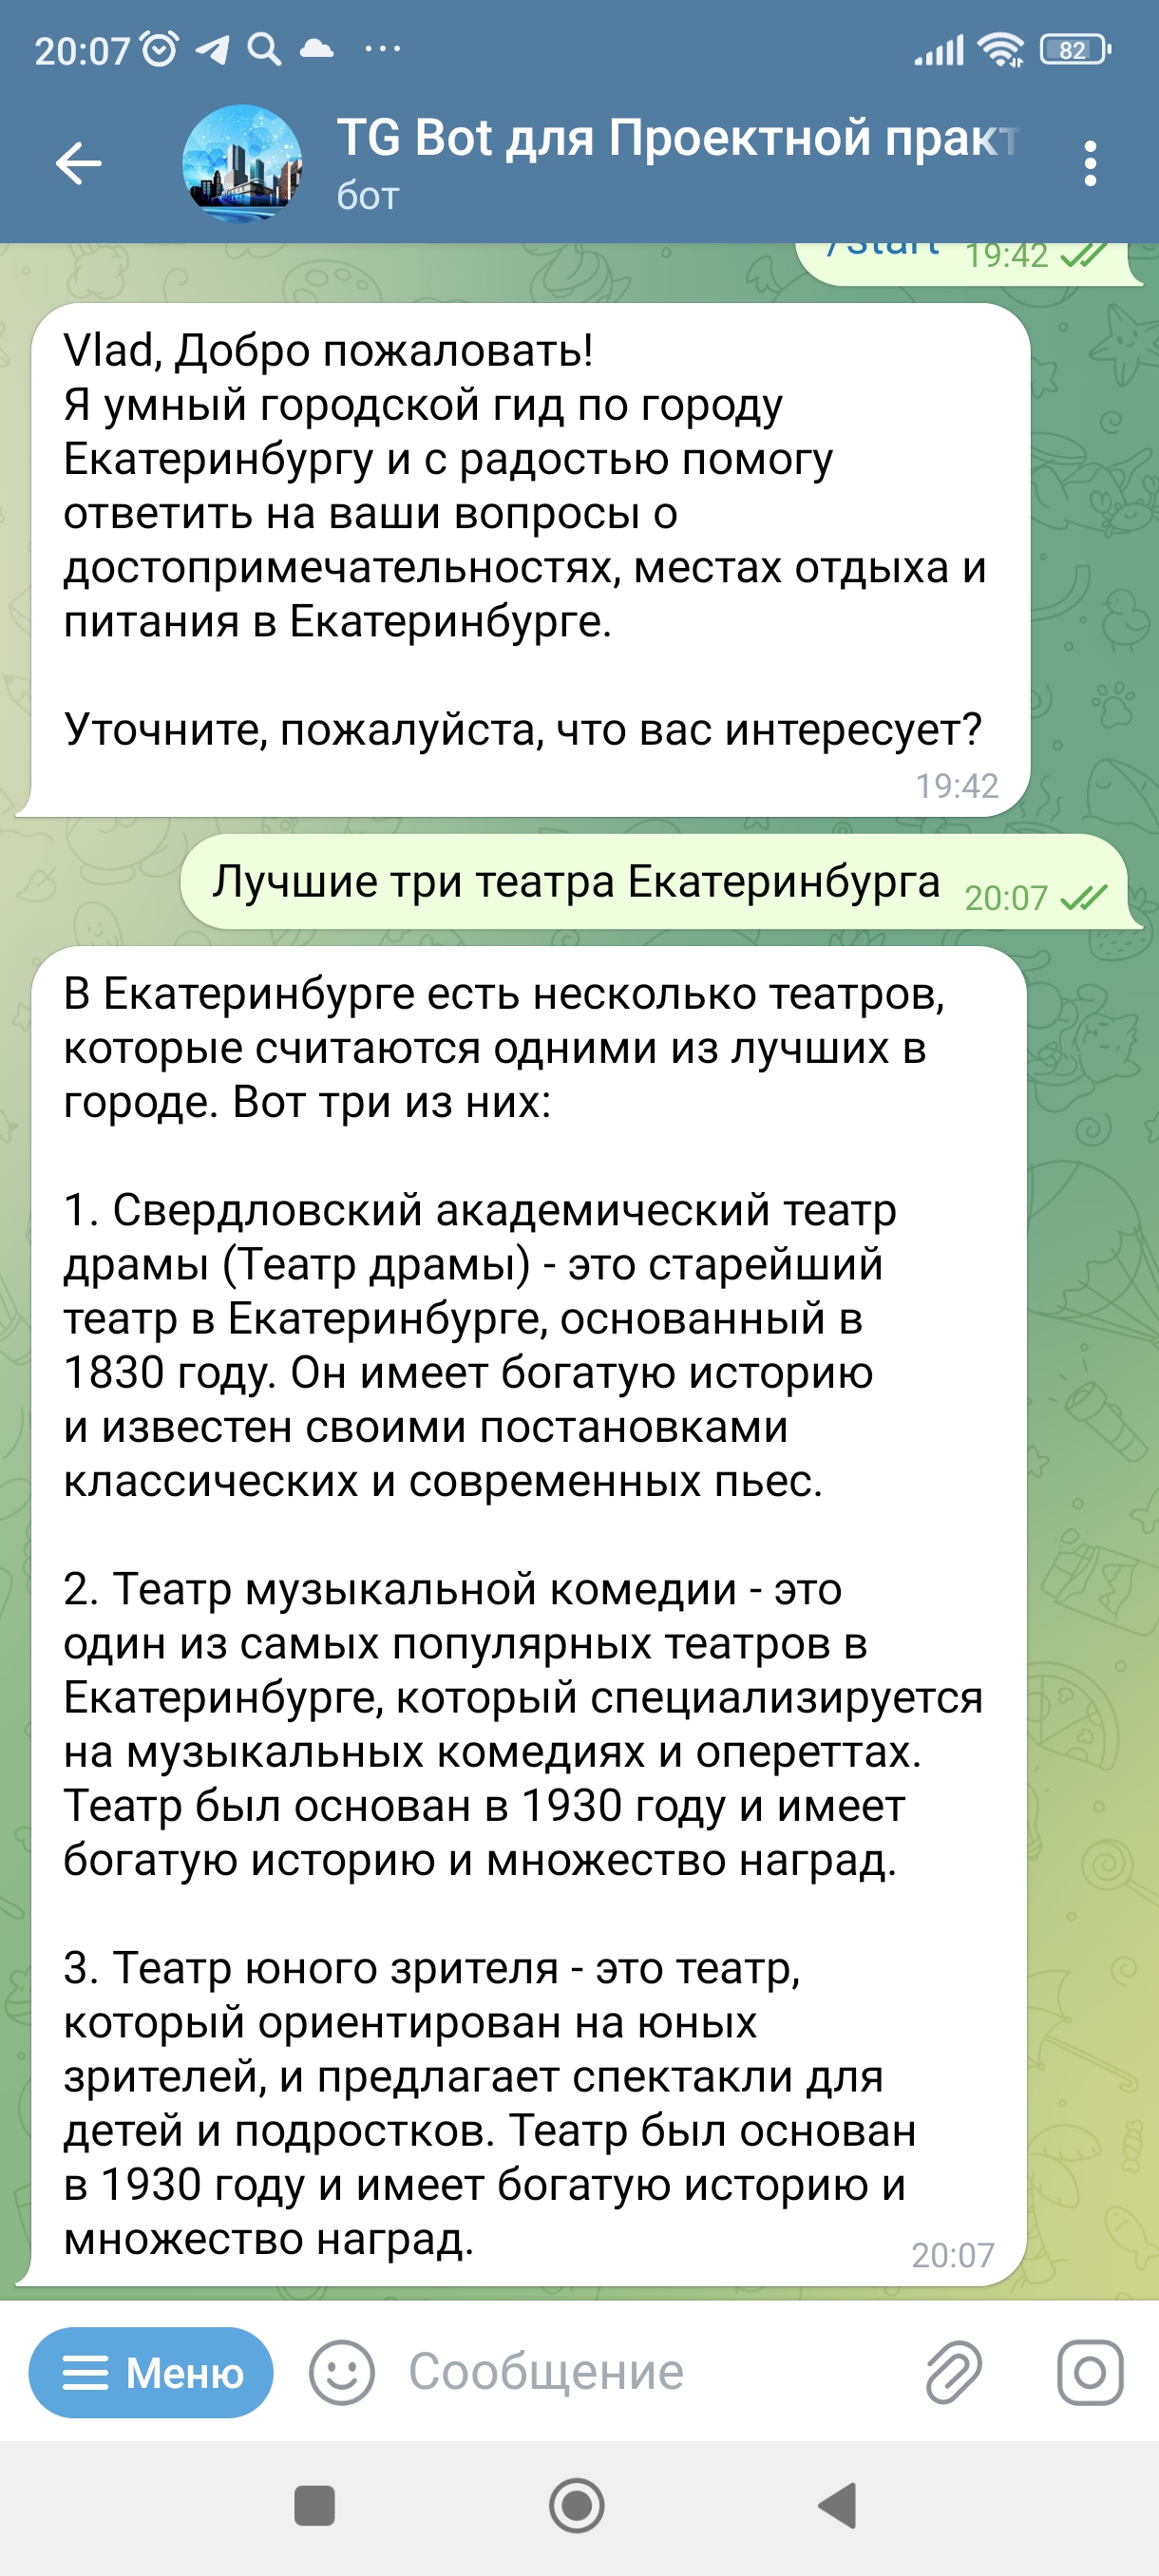 20:07
82
TG Bot для Проектной практ
бот
/start 19:42
Vlad, Добро пожаловать!
Я умный городской гид по городу
Екатеринбургу и с радостью помогу
ответить на ваши вопросы о
достопримечательностях, местах отдыха и
питания в Екатеринбурге.
Уточните, пожалуйста, что вас интересует?
19:42
Лучшие три театра Екатеринбурга 20:07
В Екатеринбурге есть несколько театров,
которые считаются одними из лучших в
городе. Вот три из них:
1. Свердловский академический театр
драмы (Театр драмы) - это старейший
театр в Екатеринбурге, основанный в
1830 году. Он имеет богатую историю
и известен своими постановками
классических и современных пьес.
2. Театр музыкальной комедии - это
один из самых популярных театров в
Екатеринбурге, который специализируется
на музыкальных комедиях и опереттах.
Театр был основан в 1930 году и имеет
богатую историю и множество наград.
3. Театр юного зрителя - это театр,
который ориентирован на юных
зрителей, и предлагает спектакли для
детей и подростков. Театр был основан
в 1930 году и имеет богатую историю и
множество наград.
20:07
Меню
Сообщение